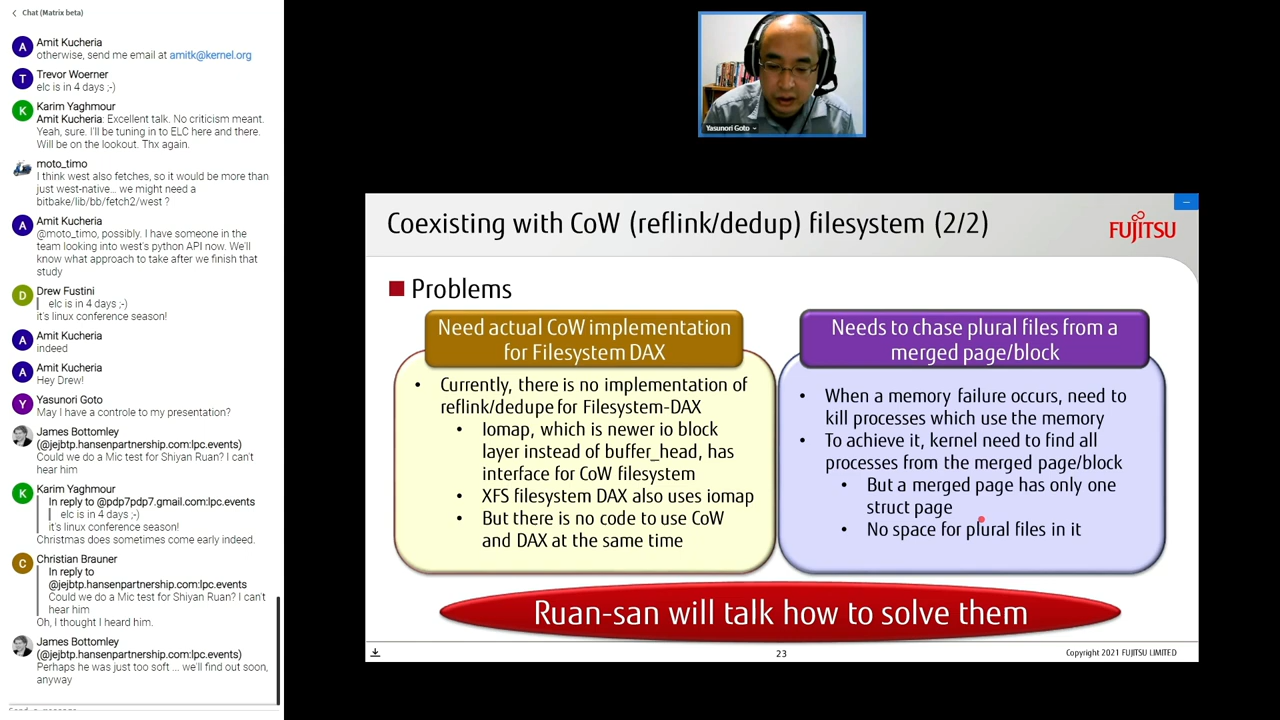 Chat (Matrix beta)
A
Amit Kucheria
otherwise, send me email at amitk@kernel.org
T
Trevor Woerner
elc is in 4 days ;-)
K
Karim Yaghmour
Amit Kucheria: Excellent talk. No criticism meant.
Yeah, sure. I'll be tuning in to ELC here and there.
Will be on the lookout. Thx again.
moto_timo
I think west also fetches, so it would be more than
just west-native... we might need a
bitbake/lib/bb/fetch2/west ?
A
Amit Kucheria
@moto_timo, possibly. I have someone in the
team looking into west's python API now. We'll
know what approach to take after we finish that
study
D
Drew Fustini
elc is in 4 days ;-)
it's linux conference season!
A
Amit Kucheria
indeed
A
Amit Kucheria
Hey Drew!
Y
Yasunori Goto
May I have a controle to my presentation?
James Bottomley
(@jejbtp.hansenpartnership.com:lpc.events)
Could we do a Mic test for Shiyan Ruan? I can't
hear him
K
Karim Yaghmour
In reply to @pdp7pdp7.gmail.com:lpc.events
elc is in 4 days ;-)
it's linux conference season!
Christmas does sometimes come early indeed.
C
Christian Brauner
In reply to
@jejbtp.hansenpartnership.com:lpc.events
Could we do a Mic test for Shiyan Ruan? I can't
hear him
Oh, I thought I heard him.
James Bottomley
(@jejbtp.hansenpartnership.com:lpc.events)
Perhaps he was just too soft ... we'll find out soon,
anyway
Yasunori Goto
Coexisting with CoW (reflink/dedup) filesystem (2/2)
FUJITSU
Problems
Need actual CoW implementation
for Filesystem DAX
• Currently, there is no implementation of
reflink/dedupe for Filesystem-DAX
• Iomap, which is newer io block
layer instead of buffer_head, has
interface for CoW filesystem
• XFS filesystem DAX also uses iomap
• But there is no code to use CoW
and DAX at the same time
Needs to chase plural files from a
merged page/block
• When a memory failure occurs, need to
kill processes which use the memory
• To achieve it, kernel need to find all
processes from the merged page/block
• But a merged page has only one
struct page
• No space for plural files in it
Ruan-san will talk how to solve them
23
Copyright 2021 FUJITSU LIMITED